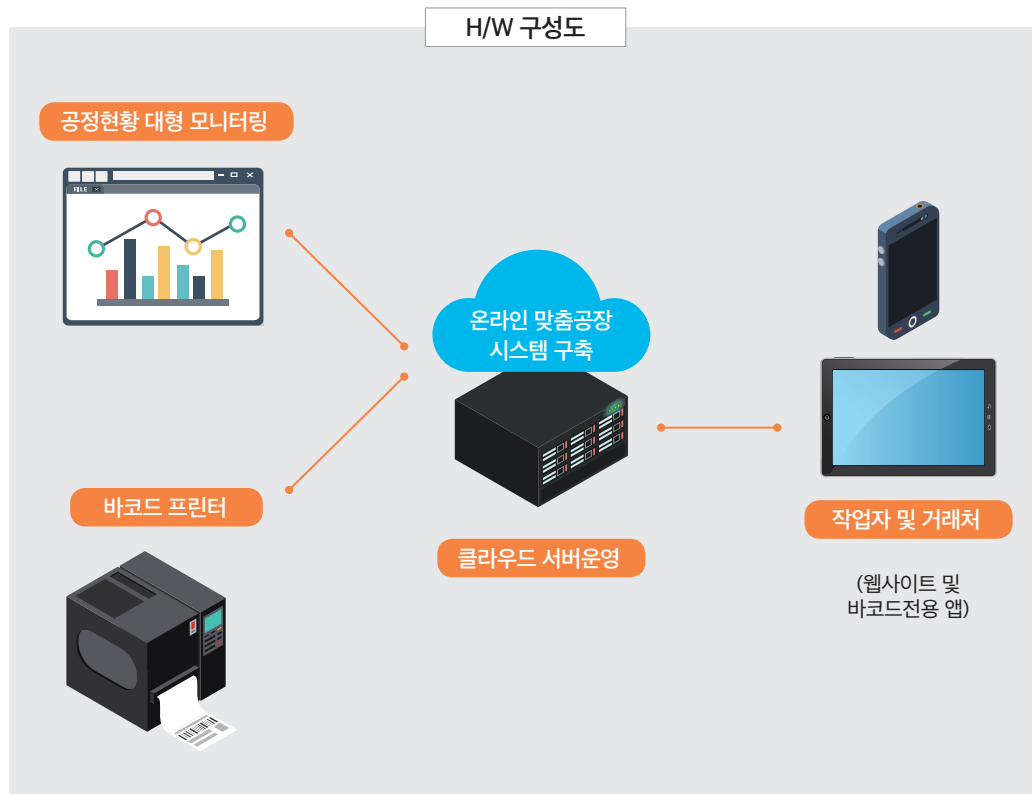 H/W 구성도
공정현황 대형 모니터링
FILE
온라인 맞춤공장
시스템 구축
바코드 프린터
클라우드 서버운영
작업자 및 거래처
(웹사이트 및
바코드전용 앱)